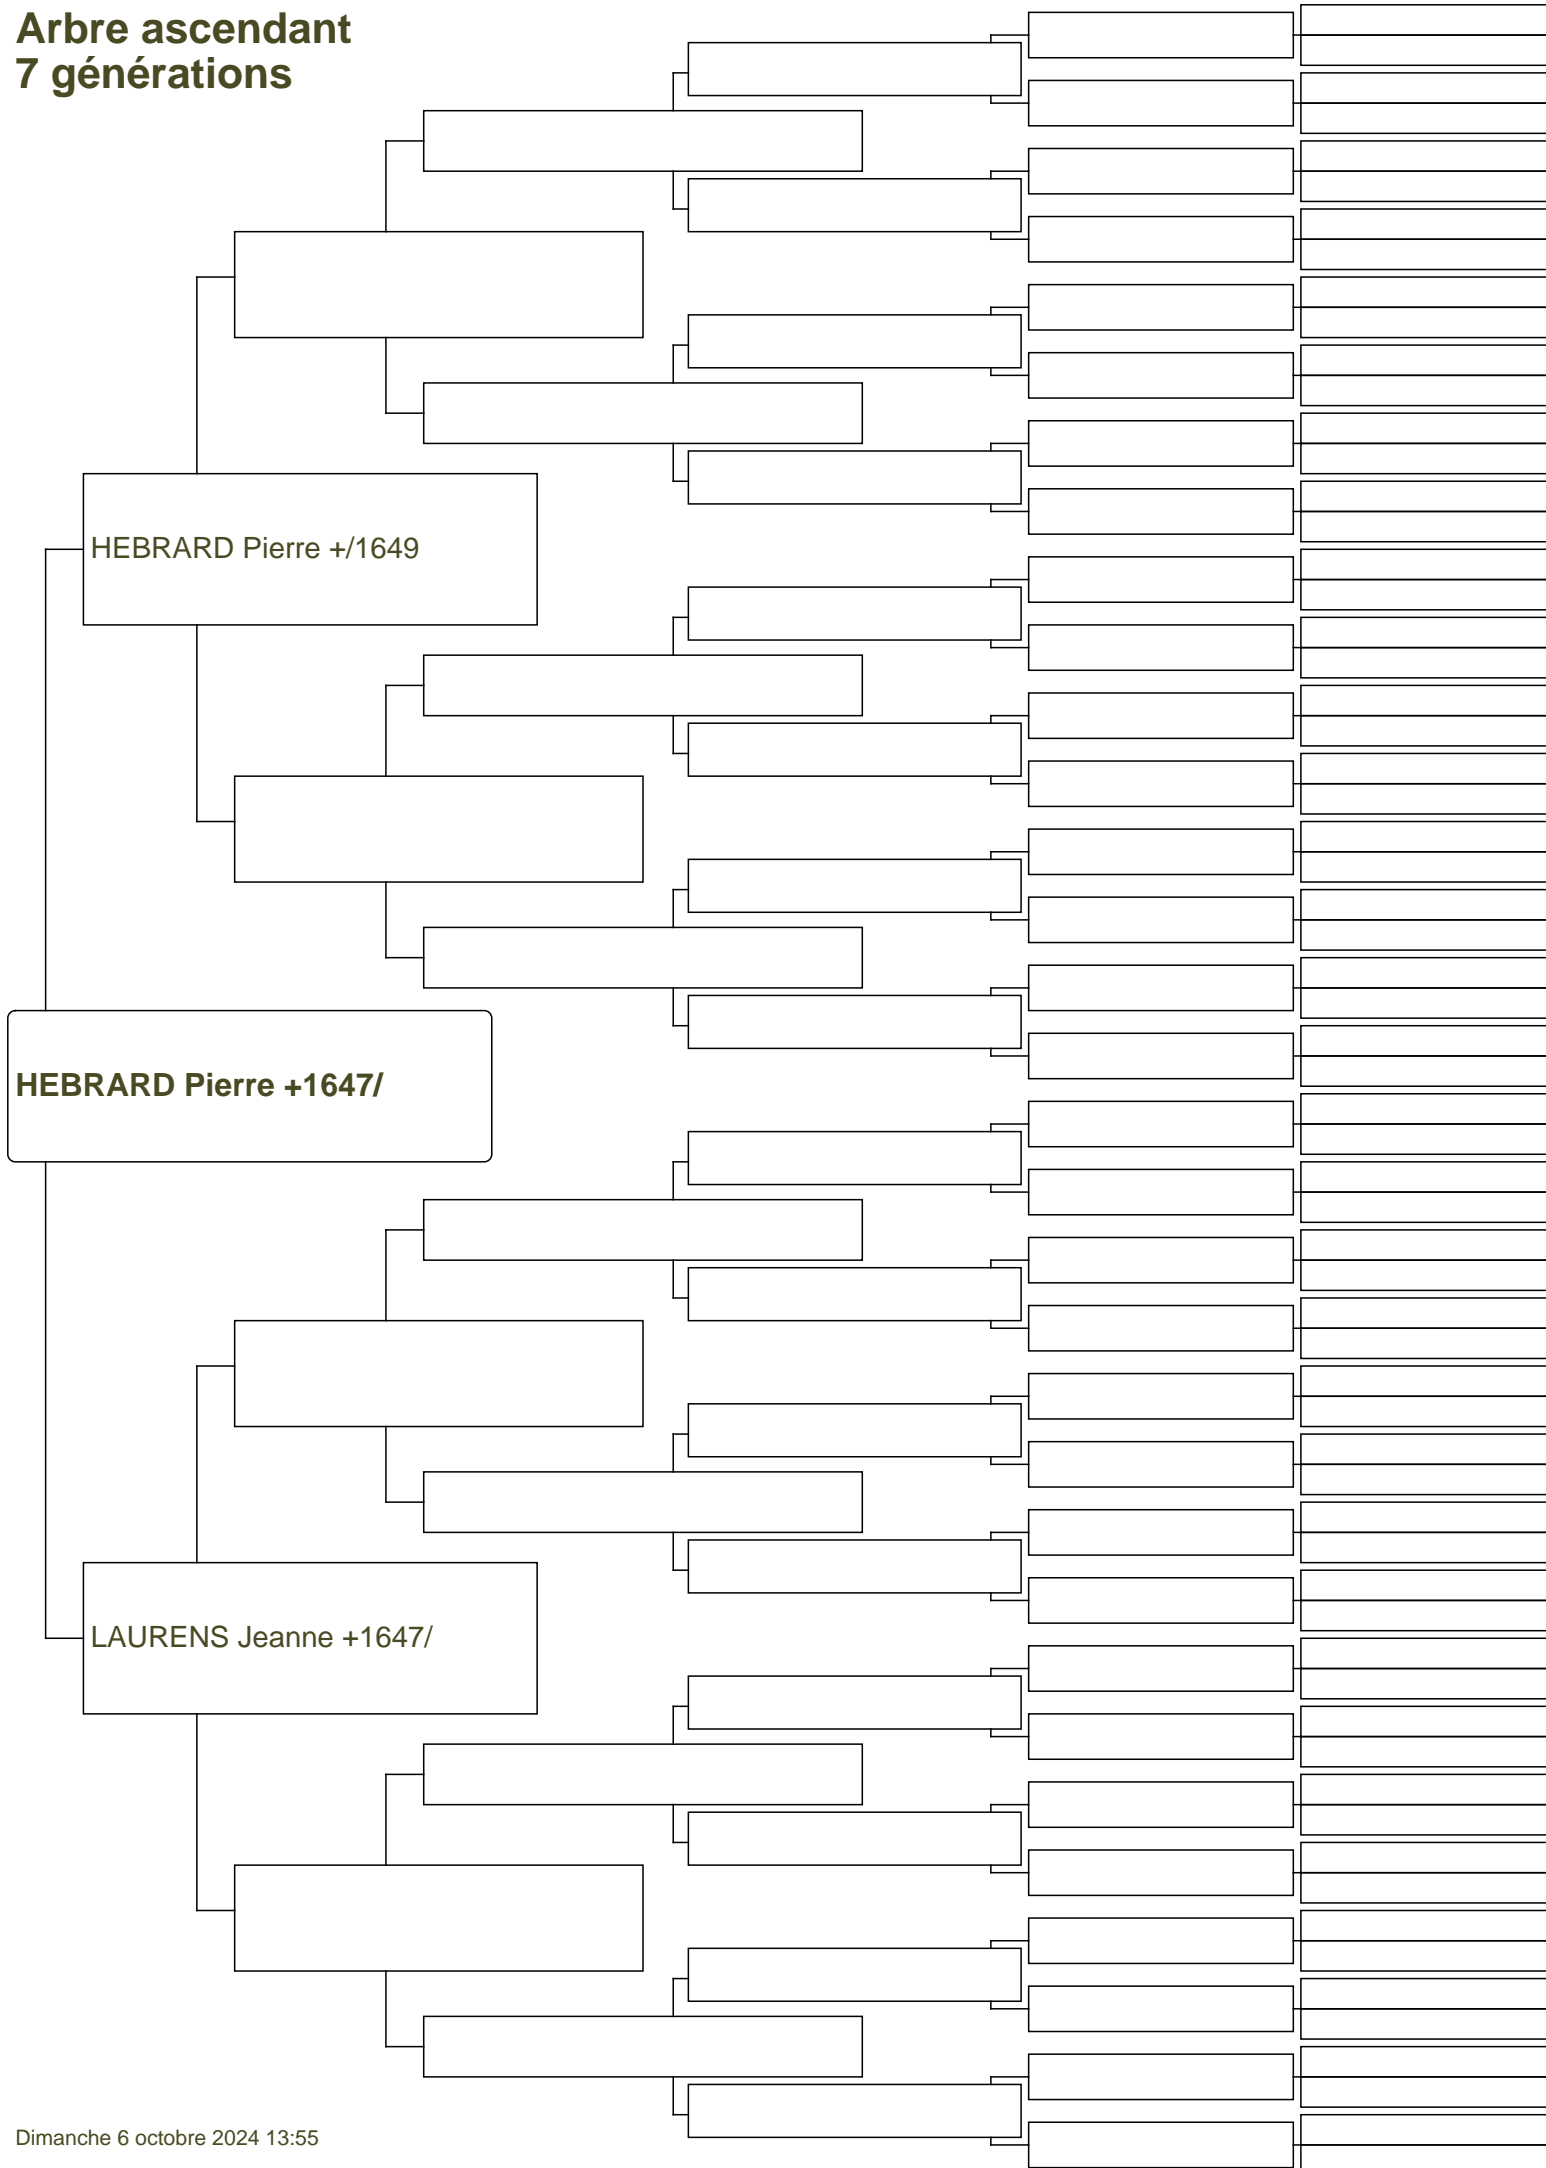 Arbre ascendant
7 générations
HEBRARD Pierre +/1649
HEBRARD Pierre +1647/
LAURENS Jeanne +1647/
Dimanche 6 octobre 2024 13:55